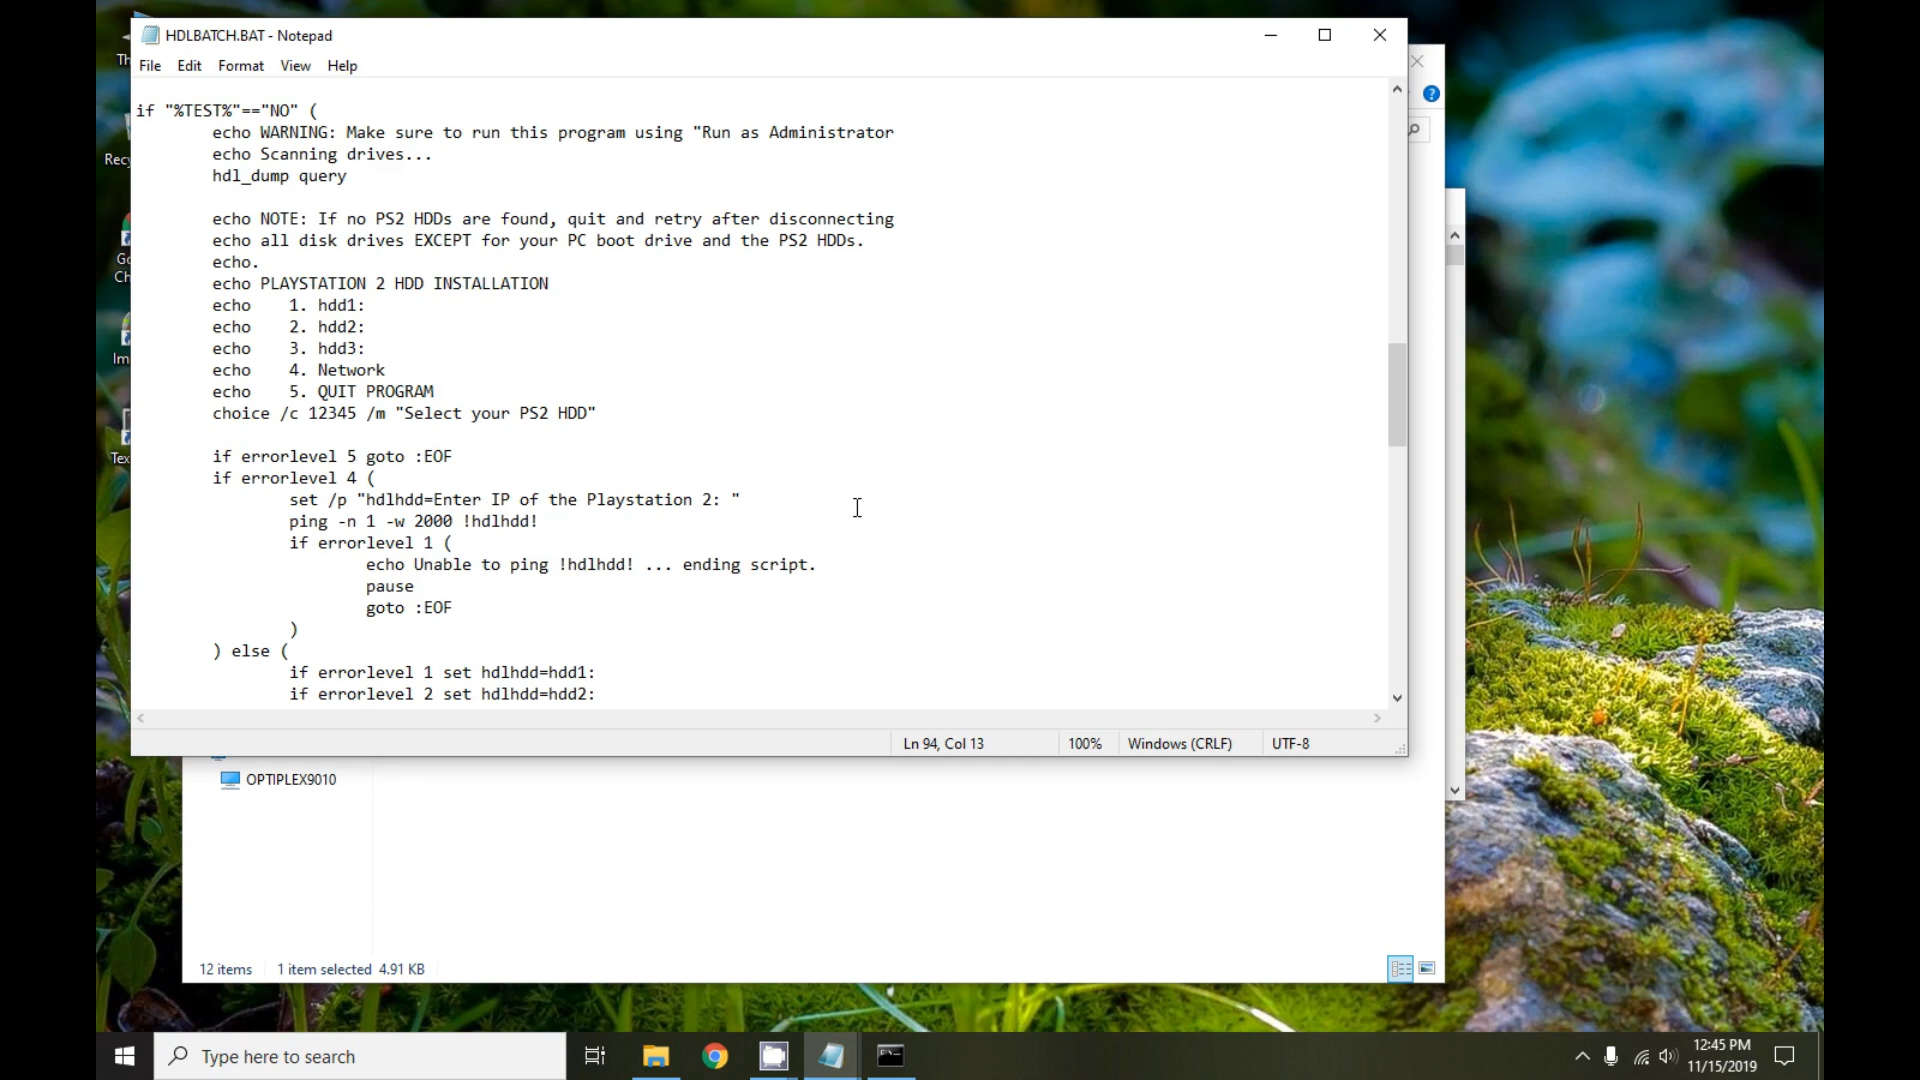 HDLBATCH.BAT - Notepad
File Edit Format View Help
if "%TEST%"=="NO" (
echo WARNING: Make sure to run this program using "Run as Administrator
echo Scanning drives...
hdl_dump query
echo NOTE: If no PS2 HDDs are found, quit and retry after disconnecting
echo all disk drives EXCEPT for your PC boot drive and the PS2 HDDs.
echo.
echo PLAYSTATION 2 HDD INSTALLATION
echo    1. hdd1:
echo    2. hdd2:
echo    3. hdd3:
echo    4. Network
echo    5. QUIT PROGRAM
choice /c 12345 /m "Select your PS2 HDD"
if errorlevel 5 goto :EOF
if errorlevel 4 (
set /p "hdlhdd=Enter IP of the Playstation 2: "
ping -n 1 -w 2000 !hdlhdd!
if errorlevel 1 (
echo Unable to ping !hdlhdd! ... ending script.
pause
goto :EOF
)
) else (
if errorlevel 1 set hdlhdd=hdd1:
if errorlevel 2 set hdlhdd=hdd2:
Ln 94, Col 13 100% Windows (CRLF) UTF-8
OPTIPLEX9010
12 items 1 item selected 4.91 KB
Type here to search
12:45 PM
11/15/2019